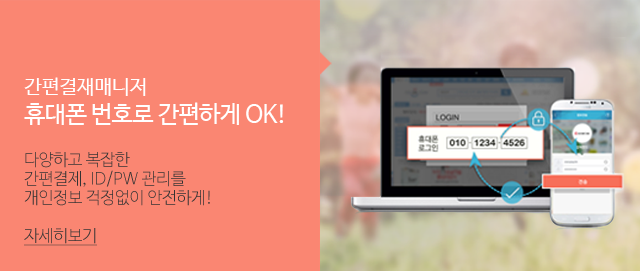 간편결재매니저
휴대폰 번호로 간편하게 OK!
다양하고 복잡한
간편결제, ID/PW 관리를
개인정보 걱정없이 안전하게!
자세히보기
LOGIN
휴대폰
로그인
010 - 1234 - 4526
전송